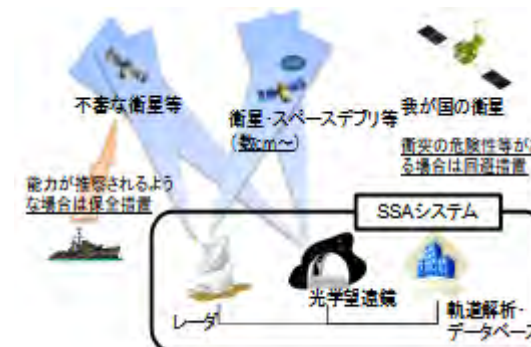 不審な衛星等
衛星・スペースデブリ等
(数cm～)
我が国の衛星
衝突の危険性等が
る場合は回避措置
能力が推察されるよう
な場合は保全措置
SSAシステム
レーダ
光学望遠鏡
軌道解析・
データベース